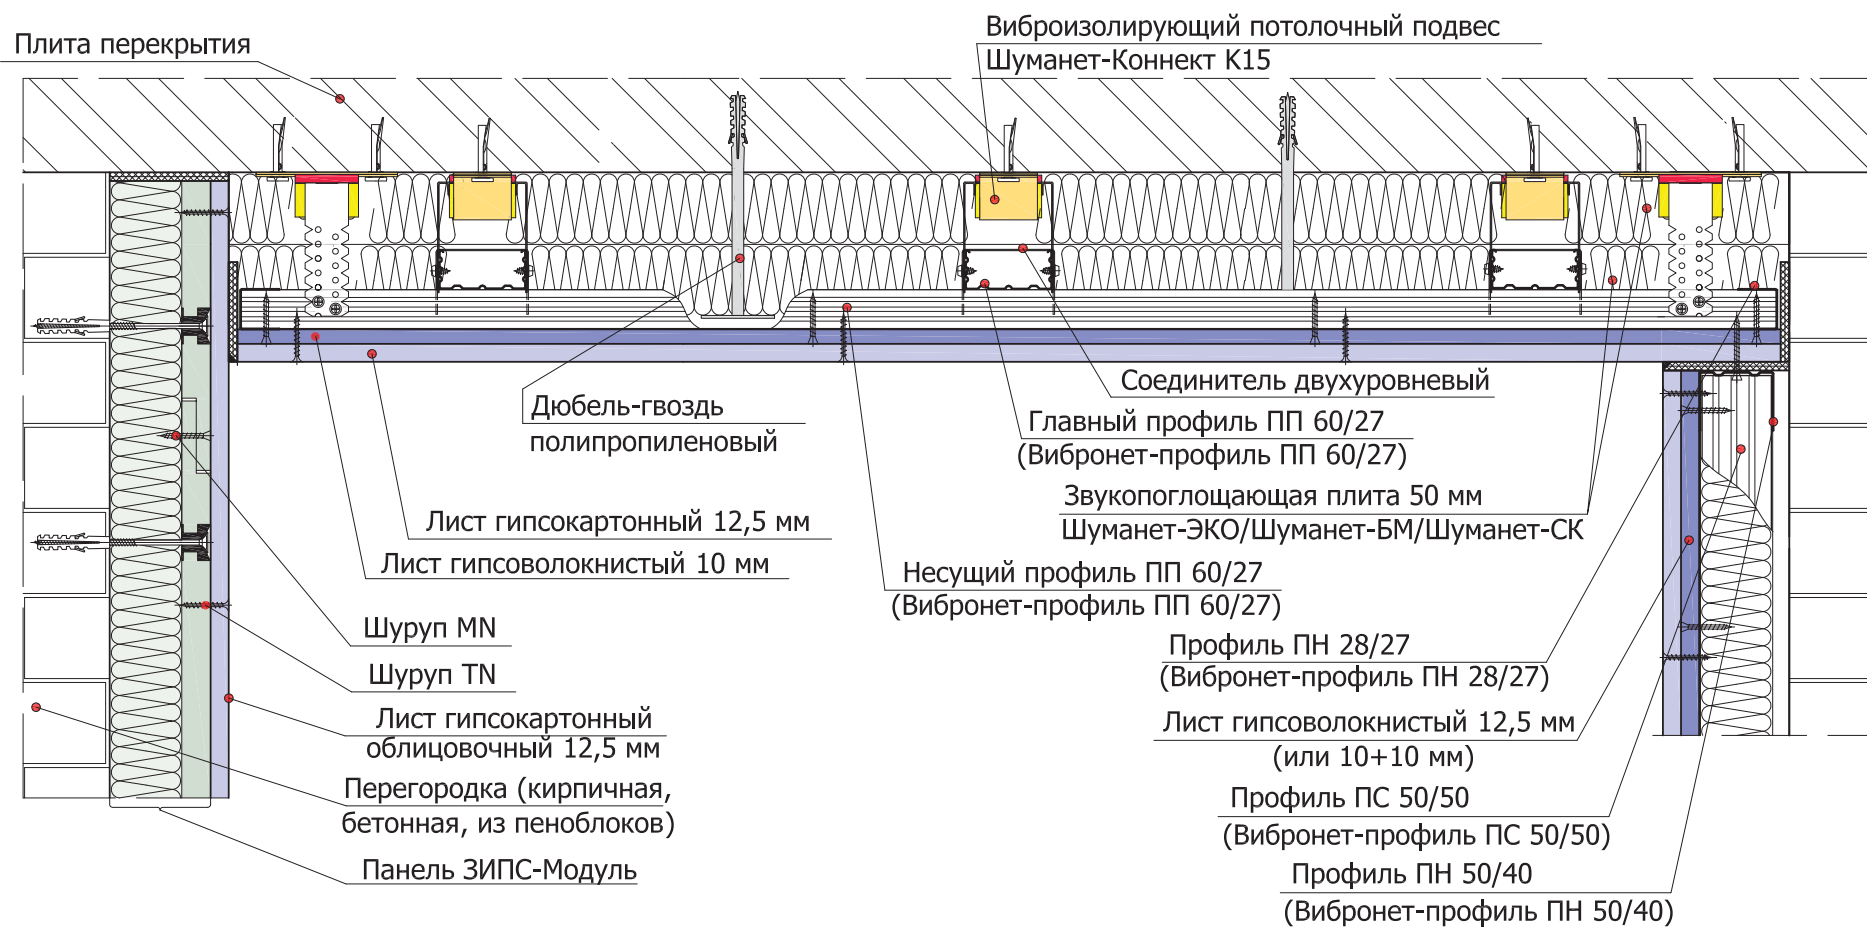 Плита перекрытия
Виброизолирующий потолочный подвес
Шуманет-Коннект К15
Дюбель-гвоздь
полипропиленовый
Соединитель двухуровневый
Главный профиль ПП 60/27
(Вибронет-профиль ПП 60/27)
Звукопоглощающая плита 50 мм
Шуманет-ЭКО/Шуманет-БМ/Шуманет-СК
Лист гипсокартонный 12,5 мм
Лист гипсоволокнистый 10 мм
Несущий профиль ПП 60/27
(Вибронет-профиль ПП 60/27)
Шуруп MN
Шуруп TN
Лист гипсокартонный
облицовочный 12,5 мм
Перегородка (кирпичная,
бетонная, из пеноблоков)
Панель ЗИПС-Модуль
Профиль ПН 28/27
(Вибронет-профиль ПН 28/27)
Лист гипсоволокнистый 12,5 мм
(или 10+10 мм)
Профиль ПС 50/50
(Вибронет-профиль ПС 50/50)
Профиль ПН 50/40
(Вибронет-профиль ПН 50/40)